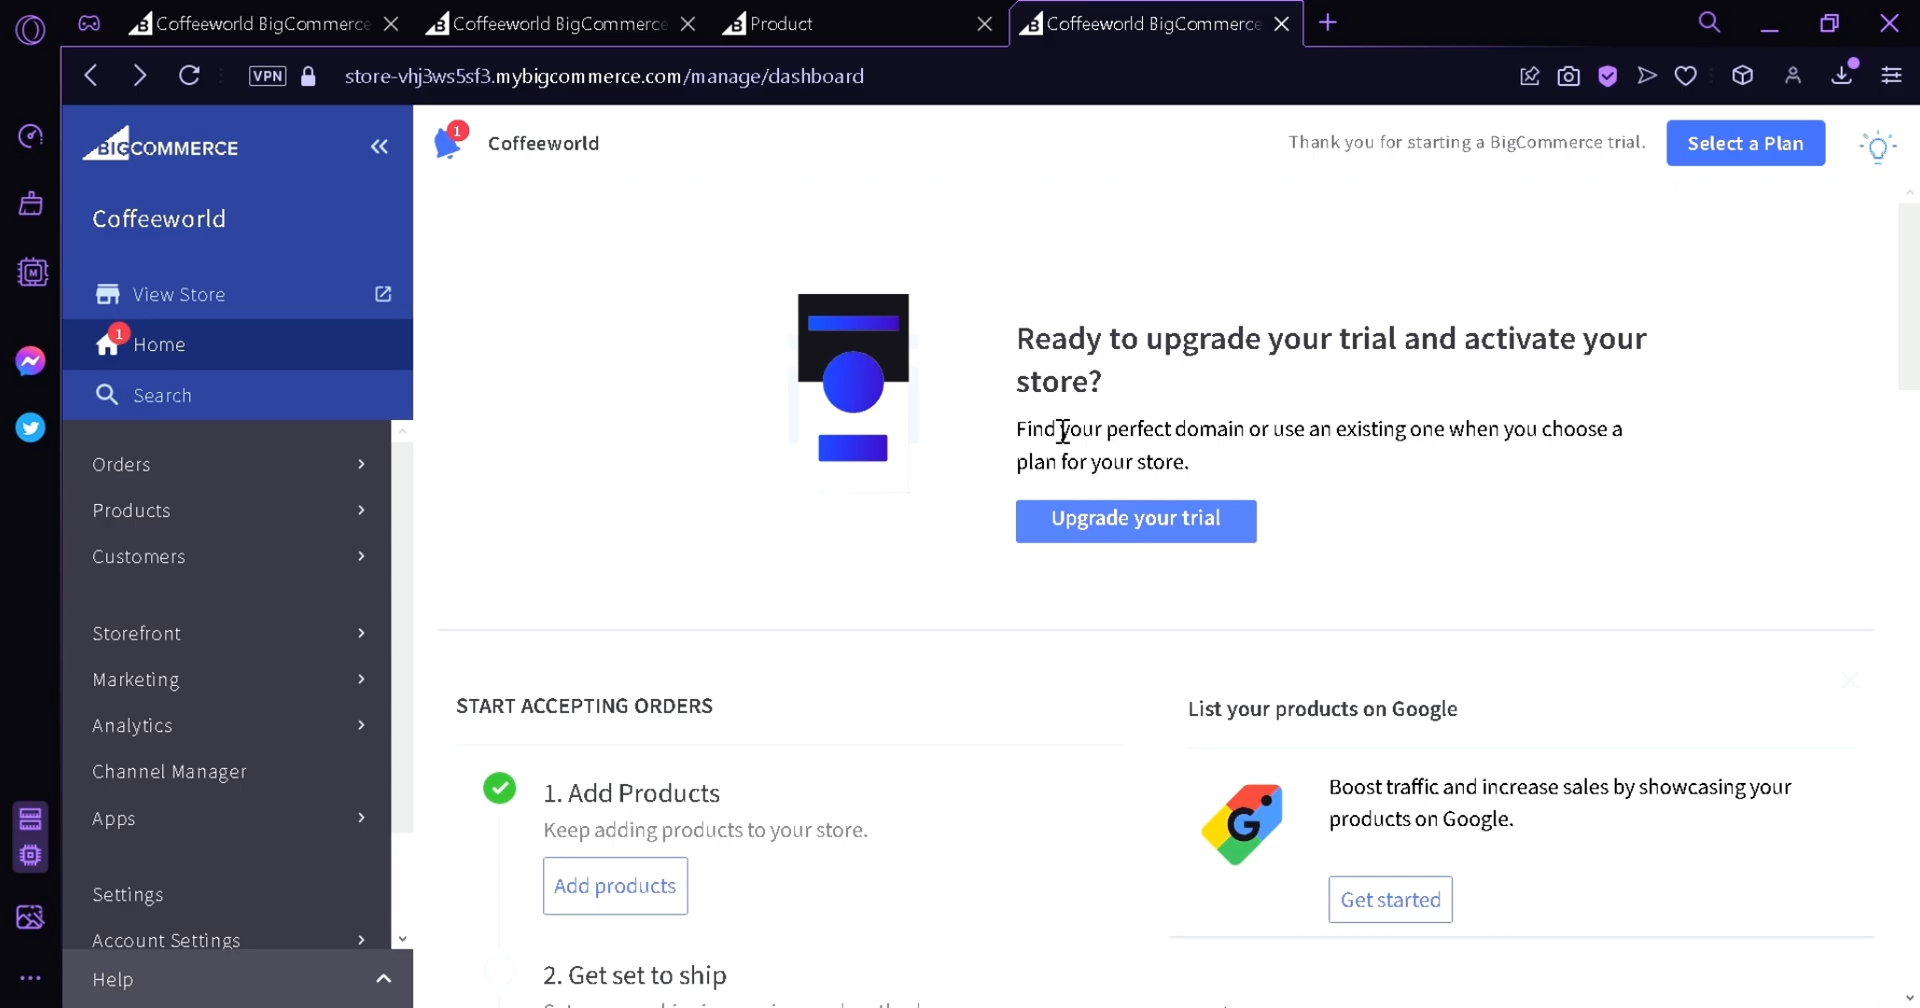 Coffeeworld BigCommerce
Coffeeworld BigCommerce
Product
Coffeeworld BigCommerce
VPN
store-vhj3ws5sf3.mybigcommerce.com/manage/dashboard
BIGCOMMERCE
1
Coffeeworld
Thank you for starting a BigCommerce trial.
Select a Plan
Coffeeworld
View Store
1
Home
Search
Orders
Products
Customers
Storefront
Marketing
Analytics
Channel Manager
Apps
Settings
Account Settings
Help
Ready to upgrade your trial and activate your
store?
Find your perfect domain or use an existing one when you choose a
plan for your store.
Upgrade your trial
START ACCEPTING ORDERS
1. Add Products
Keep adding products to your store.
Add products
2. Get set to ship
List your products on Google
G
Boost traffic and increase sales by showcasing your
products on Google.
Get started